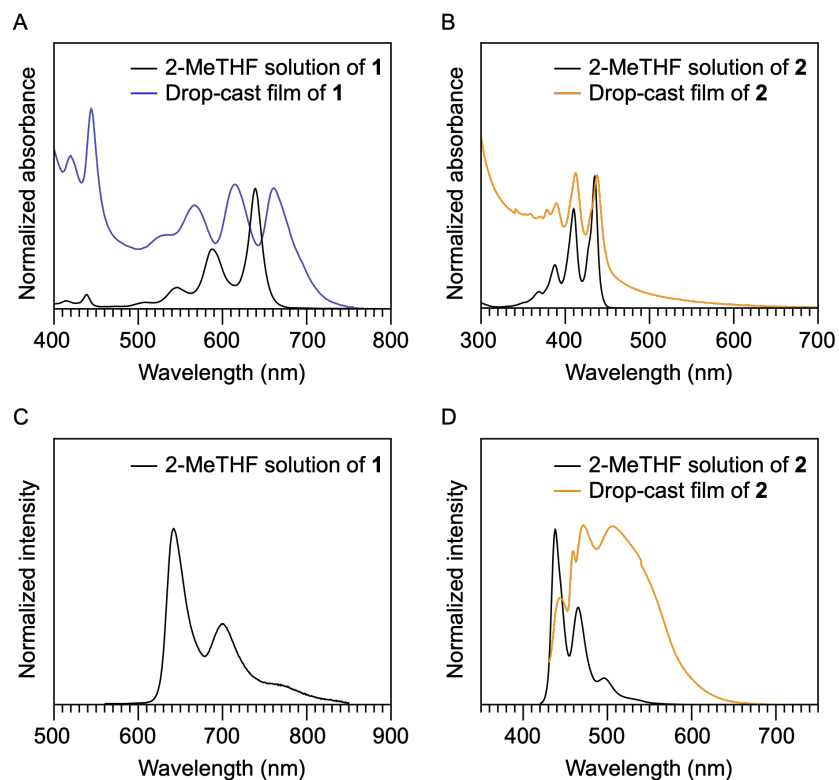 A
2-MeTHF solution of 1
Drop-cast film of 1
Normalized absorbance
400 500 600 700 800
Wavelength (nm)
B
2-MeTHF solution of 2
Drop-cast film of 2
Normalized absorbance
300 400 500 600 700
Wavelength (nm)
C
2-MeTHF solution of 1
Normalized intensity
500 600 700 800 900
Wavelength (nm)
D
2-MeTHF solution of 2
Drop-cast film of 2
Normalized intensity
400 500 600 700
Wavelength (nm)